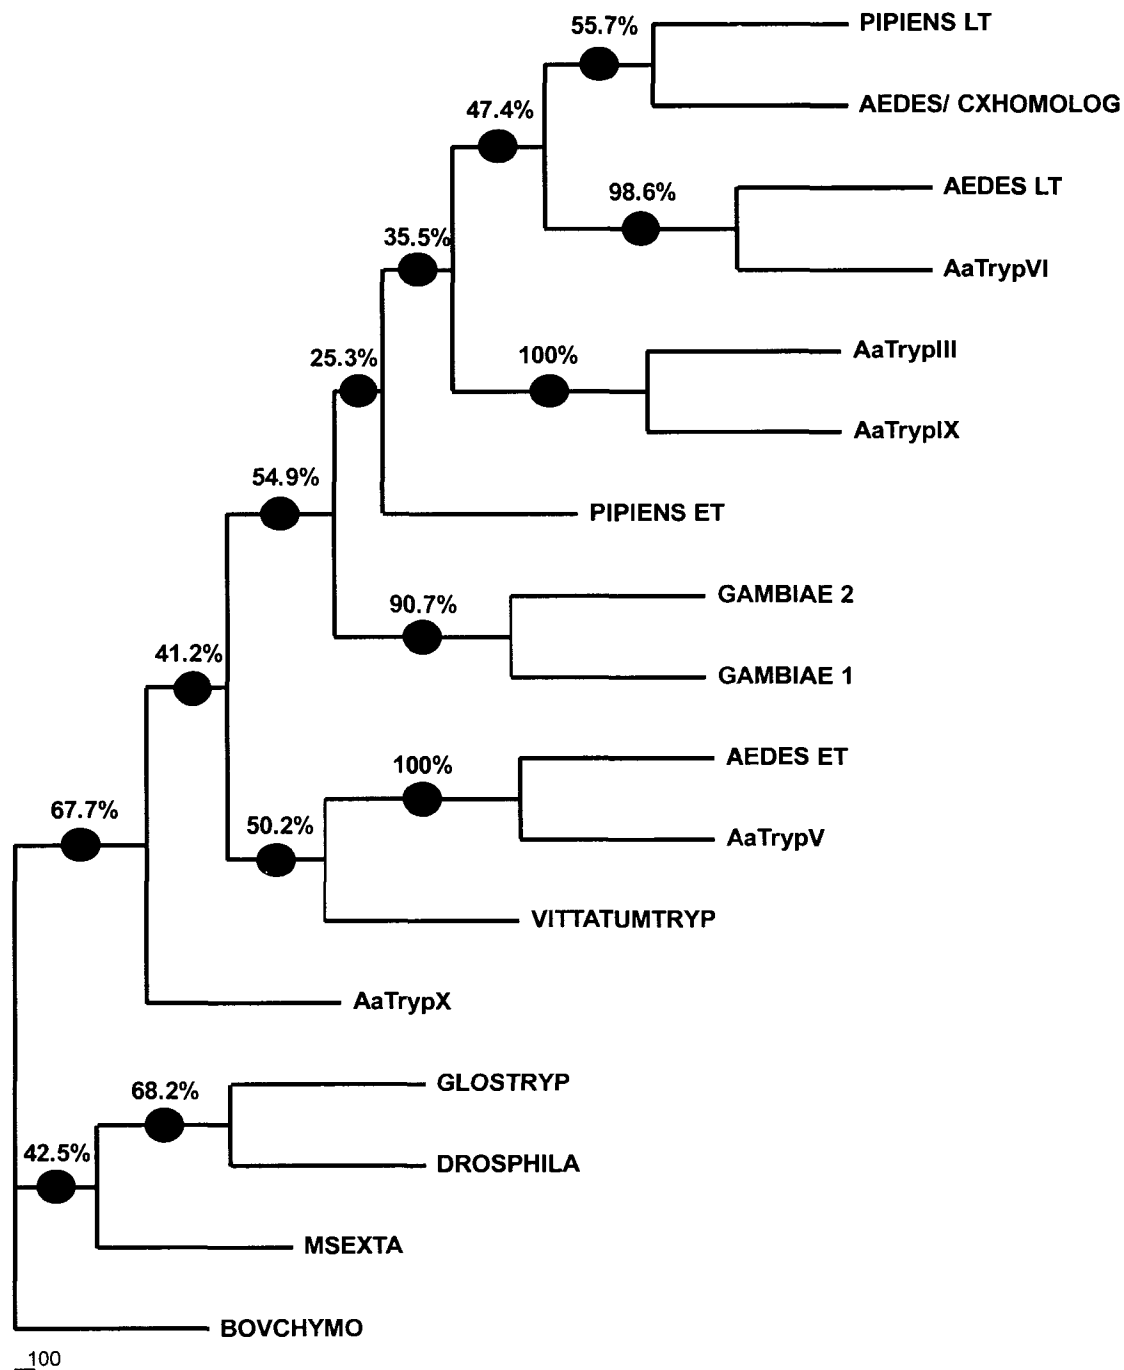 55.7%
PIPIENS LT
47.4%
AEDES/ CXHOMOLOG
98.6%
AEDES LT
35.5%
AaTrypVI
25.3%
100%
AaTrypIII
AaTrypIX
54.9%
PIPIENS ET
90.7%
GAMBIAE 2
41.2%
GAMBIAE 1
100%
AEDES ET
67.7%
50.2%
AaTrypV
VITTATUMTRYP
AaTrypX
68.2%
GLOSTRYP
42.5%
DROSPHILA
MSEXTA
BOVCHYMO
100